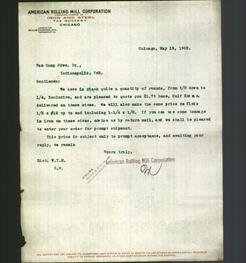 AMERICAN ROLLING MILL CORPORATION
IRON AND STEEL
CHICAGO
Chicago, May 18, 1908.
Van Camp Hdwe. Co.,
Indianapolis, Ind.
Gentlemen:
We have in stock quite a quantity of rounds, from 5/8 down to
1/4, inclusive, and are pleased to quote you $1.75 base, half extras,
delivered on these sizes. We will also make the same price on flats
up to and including 1-1/4 x 3/8. If you can use some tonnage
in iron on these sizes, advise us by return mail, and we shall be pleased
to enter your order for prompt shipment.
This price is subject only to prompt acceptance, and awaiting your
reply, we remain
Yours truly,
American Rolling Mill Corporation
Dict. W.T.M.